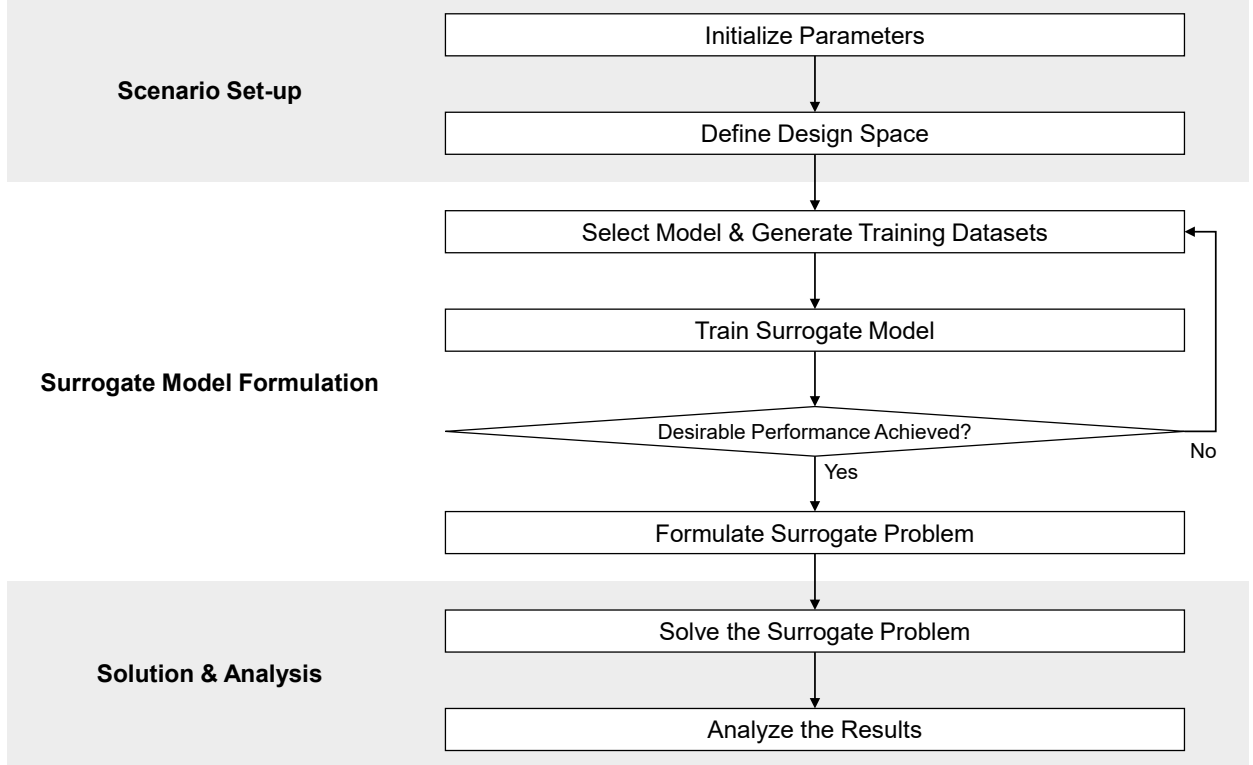 Initialize Parameters
Scenario Set-up
Define Design Space
Select Model & Generate Training Datasets
Train Surrogate Model
Surrogate Model Formulation
Desirable Performance Achieved?
No
Yes
Formulate Surrogate Problem
Solve the Surrogate Problem
Solution & Analysis
Analyze the Results